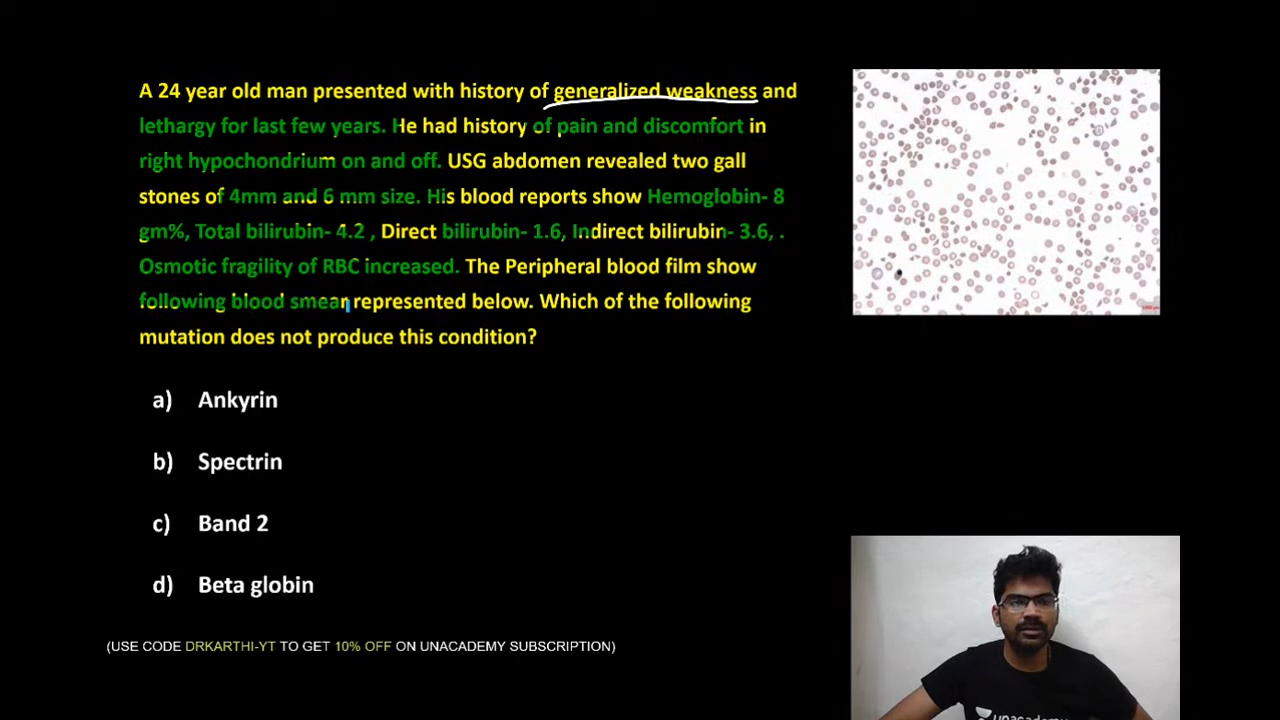 A 24 year old man presented with history of generalized weakness and
lethargy for last few years. He had history of pain and discomfort in
right hypochondrium on and off. USG abdomen revealed two gall
stones of 4mm and 6 mm size. His blood reports show Hemoglobin- 8
gm%, Total bilirubin- 4.2 , Direct bilirubin- 1.6, Indirect bilirubin- 3.6, .
Osmotic fragility of RBC increased. The Peripheral blood film show
following blood smear represented below. Which of the following
mutation does not produce this condition?
a) Ankyrin
b) Spectrin
c) Band 2
d) Beta globin
(USE CODE DRKARTHI-YT TO GET 10% OFF ON UNACADEMY SUBSCRIPTION)